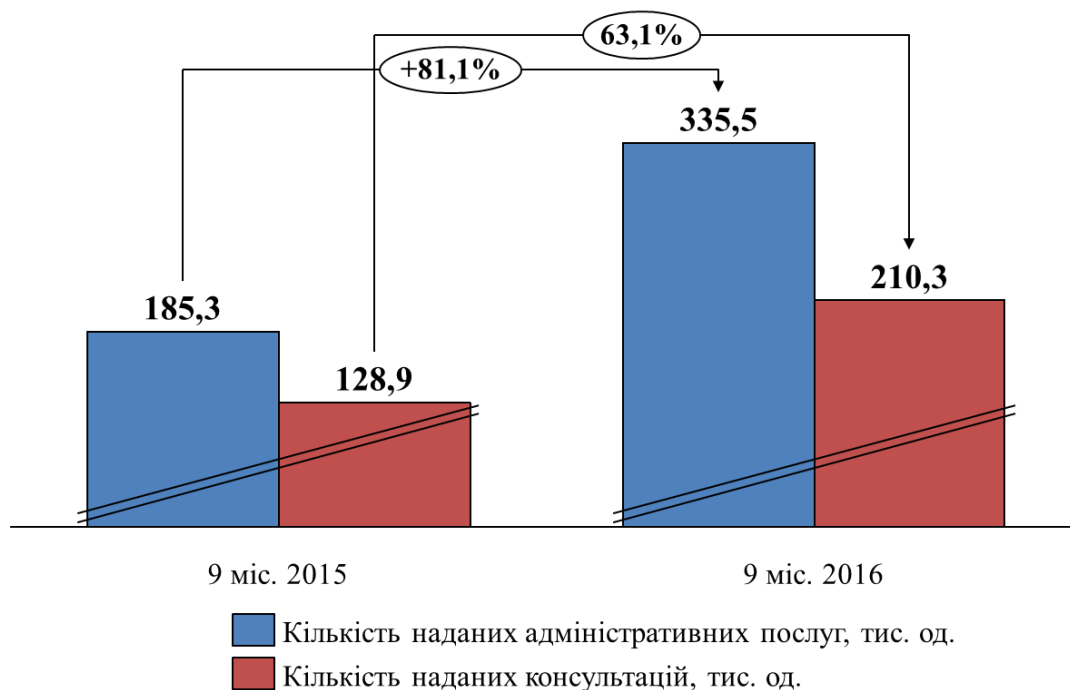 63,1%
+81,1%
335,5
210,3
185,3
128,9
9 міс. 2015
9 міс. 2016
Кількість наданих адміністративних послуг, тис. од.
Кількість наданих консультацій, тис. од.